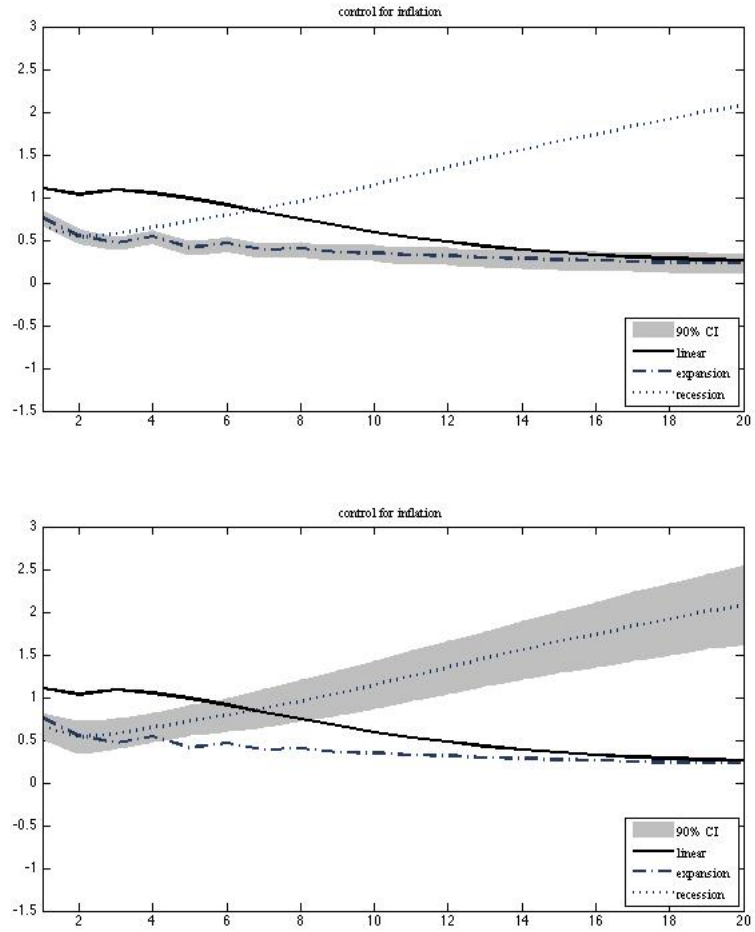 control for inflation
3
2.5
2
1.5
1
0.5
0
-0.5
-1
-1.5
90% CI
linear
expansion
recession
2 4 6 8 10 12 14 16 18 20
control for inflation
3
2.5
2
1.5
1
0.5
0
-0.5
-1
-1.5
90% CI
linear
expansion
recession
2 4 6 8 10 12 14 16 18 20